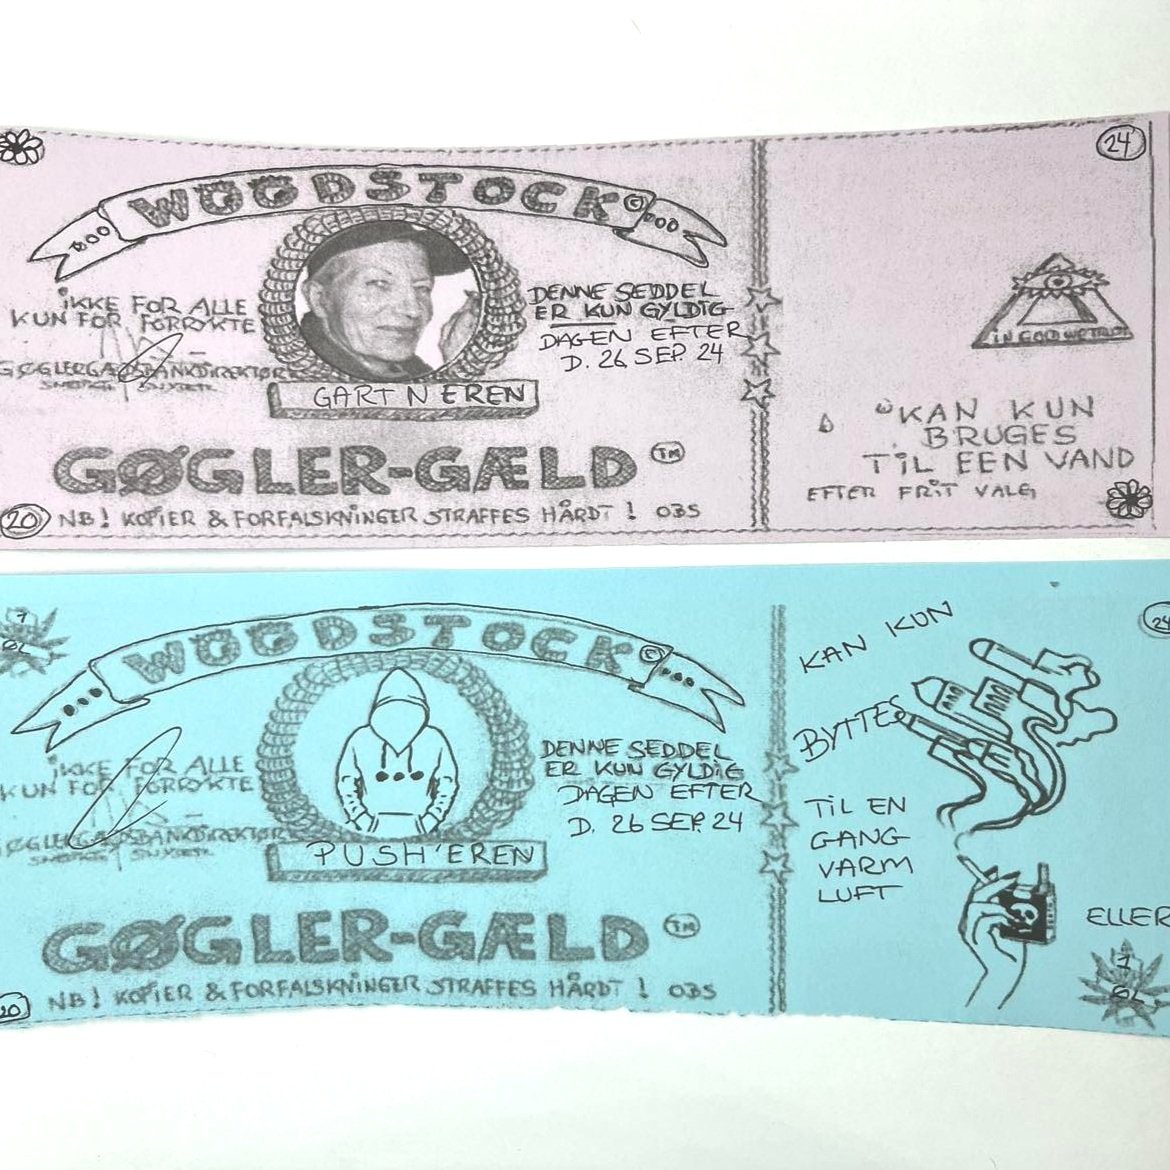 24
WOODSTOCK©
IKKE FOR ALLE
KUN FOR FORRYKTE
DENNE SEDDEL
ER KUN GYLDIG
DAGEN EFTER
D. 26 SEP. 24
IN GOD WE TRUST
GARTNEREN
KAN KUN
BRUGES
TIL EEN VAND
EFTER FRIT VALG
GØGLER-GÆLD TM
20 NB! KOPIER & FORFALSKNINGER STRAFFES HÅRDT! OBS
1
ØL
24
WOODSTOCK©
IKKE FOR ALLE
KUN FOR FORRYKTE
DENNE SEDDEL
ER KUN GYLDIG
DAGEN EFTER
D. 26 SEP. 24
PUSH'EREN
KAN KUN
BYTTES
TIL EN
GANG
VARM
LUFT
ELLER
1
ØL
GØGLER-GÆLD TM
20 NB! KOPIER & FORFALSKNINGER STRAFFES HÅRDT! OBS